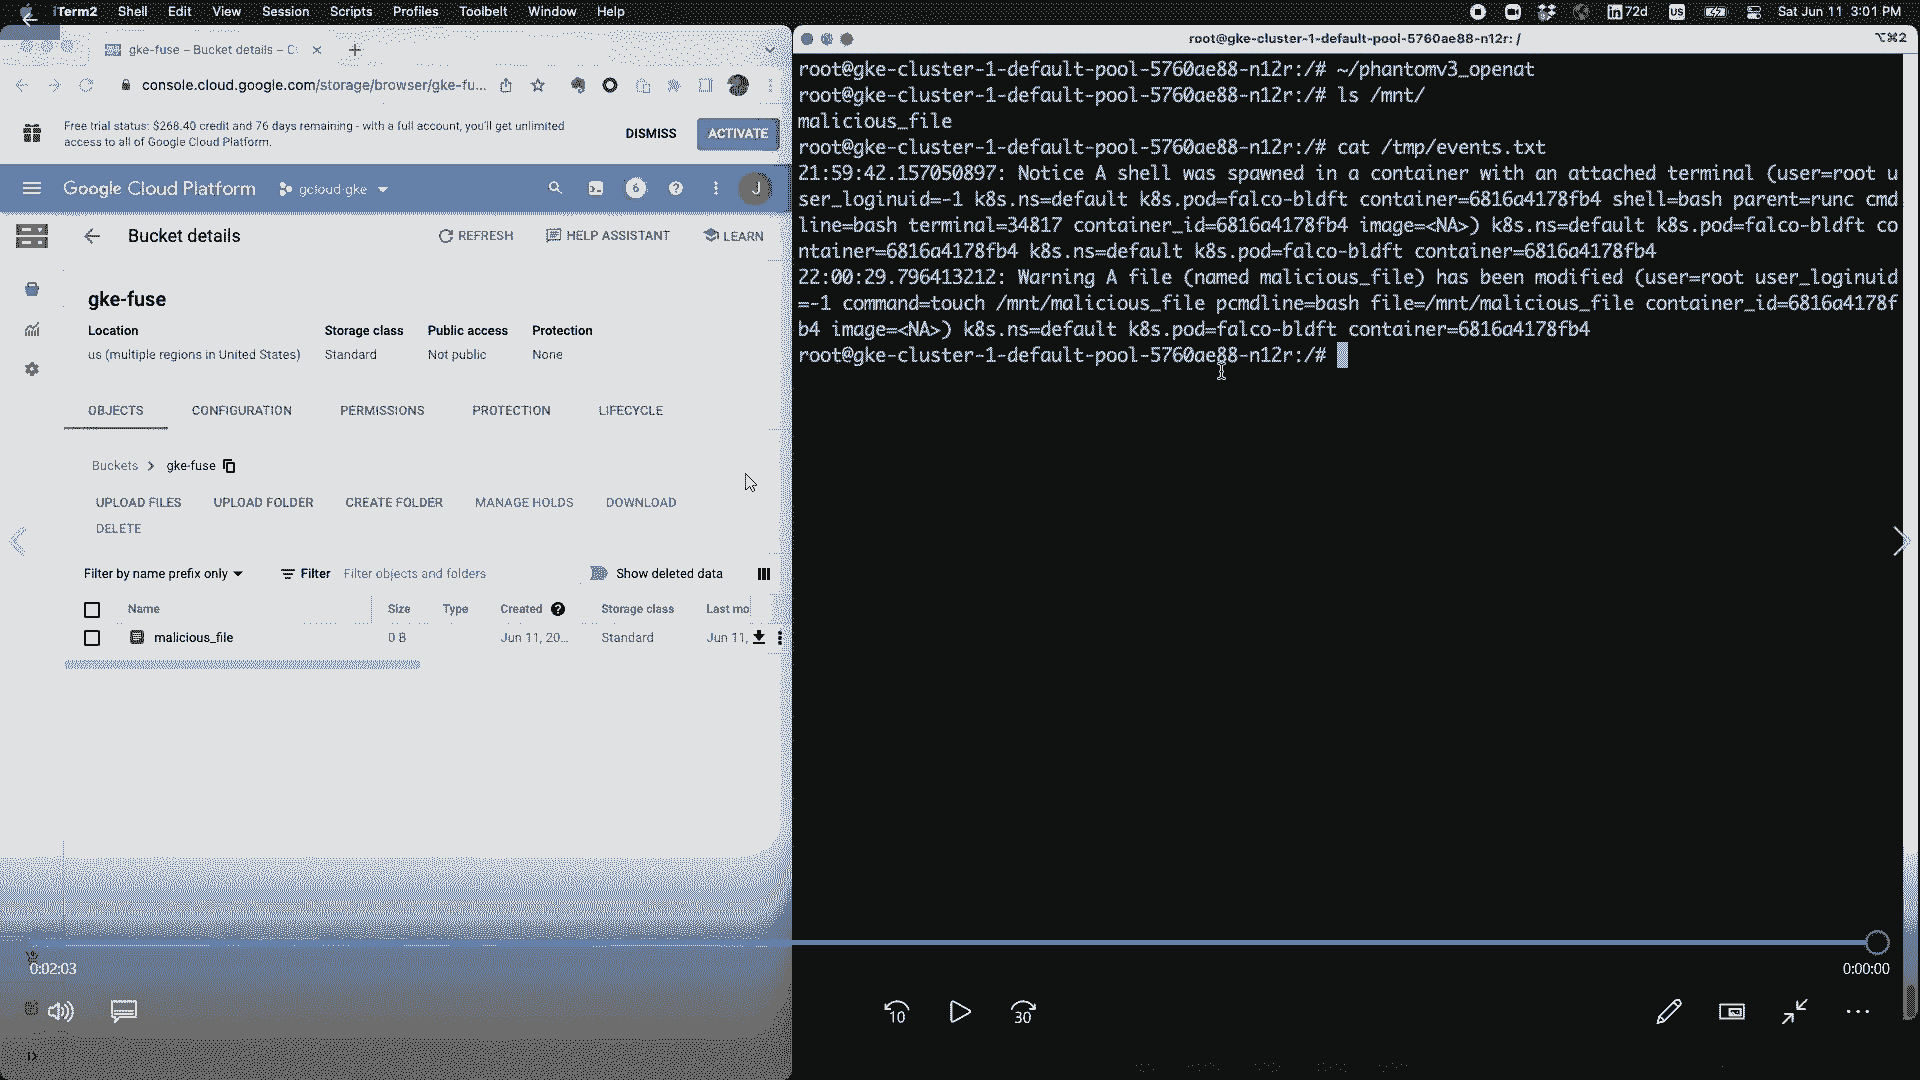 iTerm2 Shell Edit View Session Scripts Profiles Toolbelt Window Help
72d US Sat Jun 11 3:01 PM
gke-fuse – Bucket details – C
console.cloud.google.com/storage/browser/gke-fu...
Free trial status: $268.40 credit and 76 days remaining - with a full account, you'll get unlimited
access to all of Google Cloud Platform.
DISMISS ACTIVATE
Google Cloud Platform gcloud-gke 6 J
Bucket details REFRESH HELP ASSISTANT LEARN
gke-fuse
Location Storage class Public access Protection
us (multiple regions in United States) Standard Not public None
OBJECTS CONFIGURATION PERMISSIONS PROTECTION LIFECYCLE
Buckets > gke-fuse
UPLOAD FILES UPLOAD FOLDER CREATE FOLDER MANAGE HOLDS DOWNLOAD
DELETE
Filter by name prefix only Filter Filter objects and folders Show deleted data
Name Size Type Created Storage class Last mo
malicious_file 0 B Jun 11, 20... Standard Jun 11,
root@gke-cluster-1-default-pool-5760ae88-n12r: / ⌥⌘2
root@gke-cluster-1-default-pool-5760ae88-n12r:/# ~/phantomv3_openat
root@gke-cluster-1-default-pool-5760ae88-n12r:/# ls /mnt/
malicious_file
root@gke-cluster-1-default-pool-5760ae88-n12r:/# cat /tmp/events.txt
21:59:42.157050897: Notice A shell was spawned in a container with an attached terminal (user=root u
ser_loginuid=-1 k8s.ns=default k8s.pod=falco-bldft container=6816a4178fb4 shell=bash parent=runc cmd
line=bash terminal=34817 container_id=6816a4178fb4 image=<NA>) k8s.ns=default k8s.pod=falco-bldft co
ntainer=6816a4178fb4 k8s.ns=default k8s.pod=falco-bldft container=6816a4178fb4
22:00:29.796413212: Warning A file (named malicious_file) has been modified (user=root user_loginuid
=-1 command=touch /mnt/malicious_file pcmdline=bash file=/mnt/malicious_file container_id=6816a4178f
b4 image=<NA>) k8s.ns=default k8s.pod=falco-bldft container=6816a4178fb4
root@gke-cluster-1-default-pool-5760ae88-n12r:/#
0:02:03 0:00:00
10 30